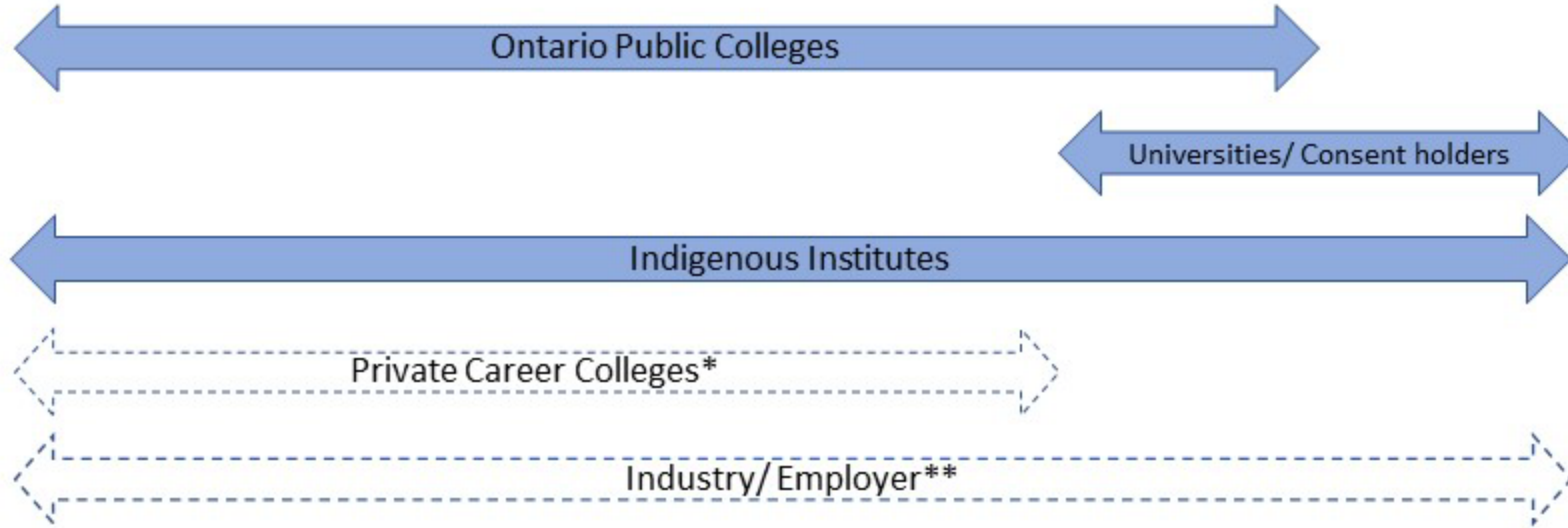 Ontario Public Colleges
Universities/ Consent holders
Indigenous Institutes
Private Career Colleges*
Industry/ Employer**